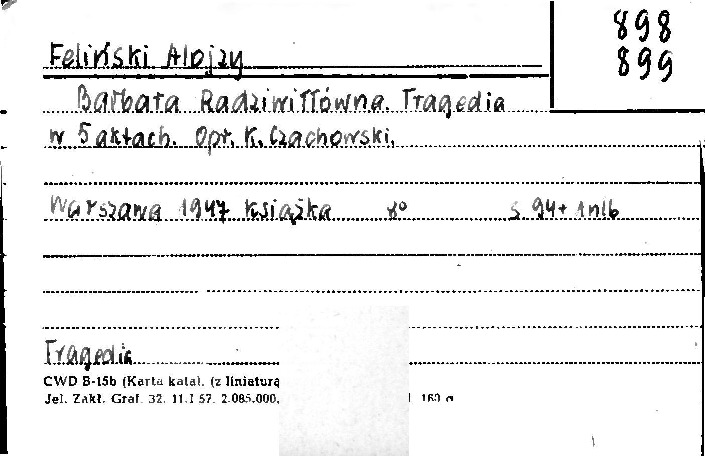 898
899
Feliński Alojzy
Barbara Radziwiłłówna. Tragedia
w 5 aktach. Opr. K. Czachowski.
Warszawa 1947 Książka 8° s. 94+1nlb
Tragedia
CWD B-15b (Karta katal. (z liniaturą
Jel. Zakł. Graf. 32. 11.I 57. 2.085.000. 160 g